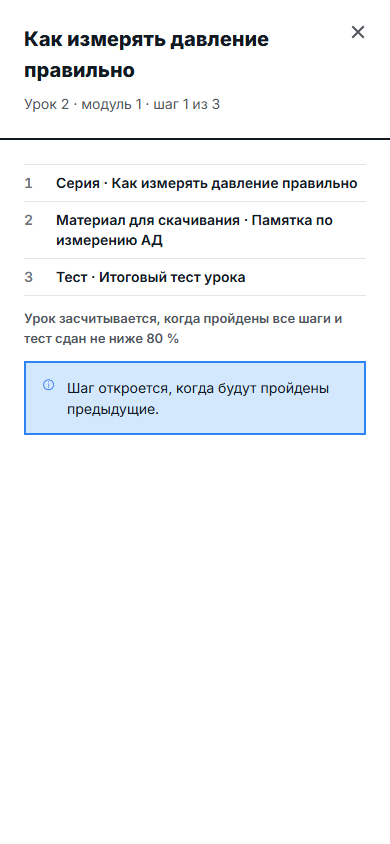 Как измерять давление
правильно
Урок 2 · модуль 1 · шаг 1 из 3
1 Серия · Как измерять давление правильно
2 Материал для скачивания · Памятка по
измерению АД
3 Тест · Итоговый тест урока
Урок засчитывается, когда пройдены все шаги и
тест сдан не ниже 80 %
Шаг откроется, когда будут пройдены
предыдущие.